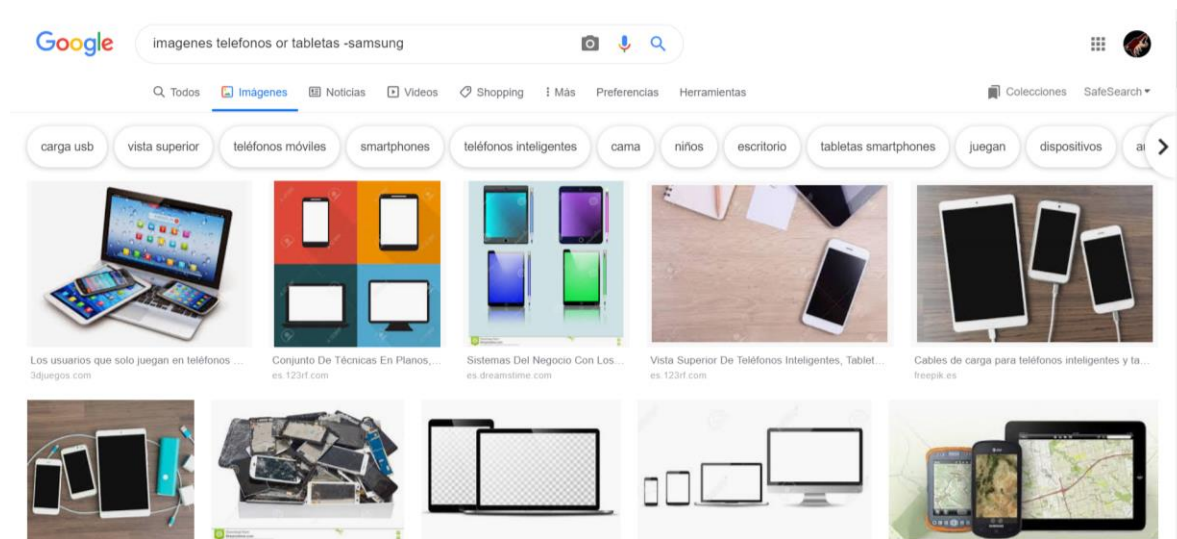 Google
imagenes telefonos or tabletas -samsung
Todos Imágenes Noticias Videos Shopping Más Preferencias Herramientas Colecciones SafeSearch
carga usb vista superior teléfonos móviles smartphones teléfonos inteligentes cama niños escritorio tabletas smartphones juegan dispositivos
Los usuarios que solo juegan en teléfonos ... Conjunto De Técnicas En Planos,... Sistemas Del Negocio Con Los... Vista Superior De Teléfonos Inteligentes, Tablet... Cables de carga para teléfonos inteligentes y ta...
3djuegos.com es.123rf.com es.dreamstime.com es.123rf.com freepik.es